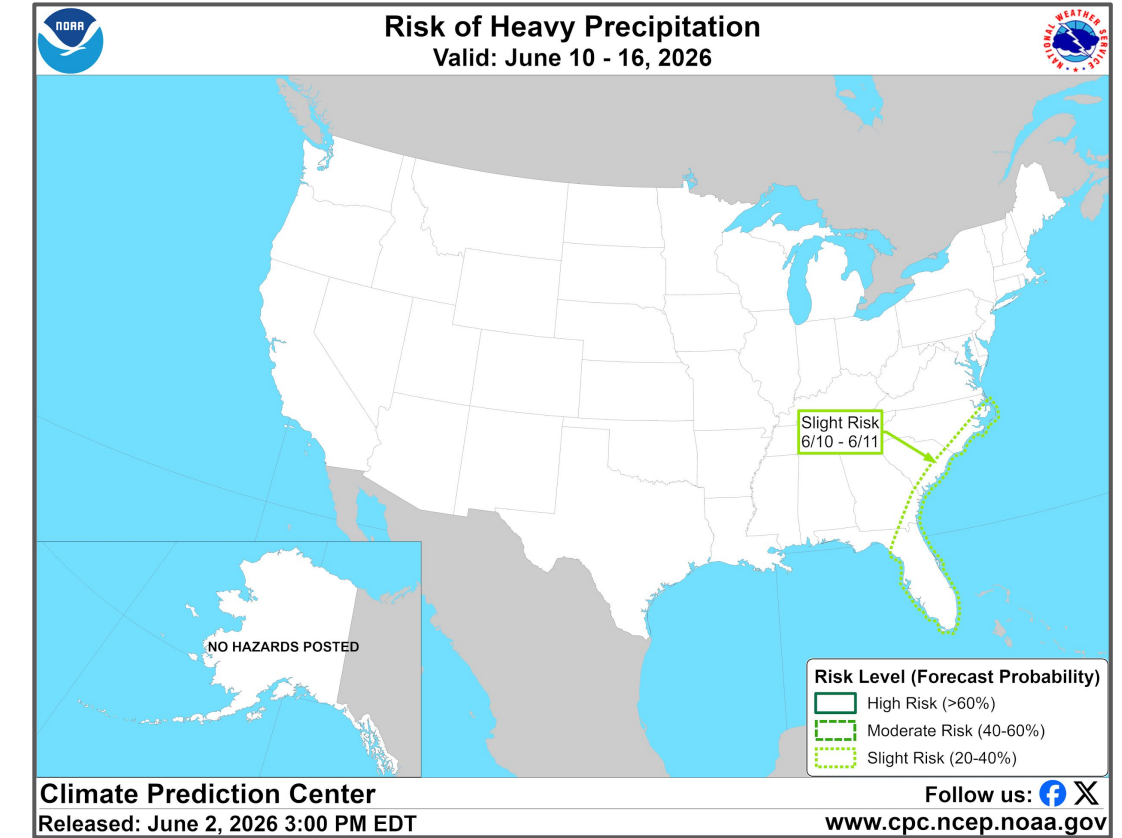 NOAA
Risk of Heavy Precipitation
Valid: June 10 - 16, 2026
NATIONAL WEATHER SERVICE
Slight Risk
6/10 - 6/11
NO HAZARDS POSTED
Risk Level (Forecast Probability)
High Risk (>60%)
Moderate Risk (40-60%)
Slight Risk (20-40%)
Climate Prediction Center
Follow us:
Released: June 2, 2026 3:00 PM EDT
www.cpc.ncep.noaa.gov